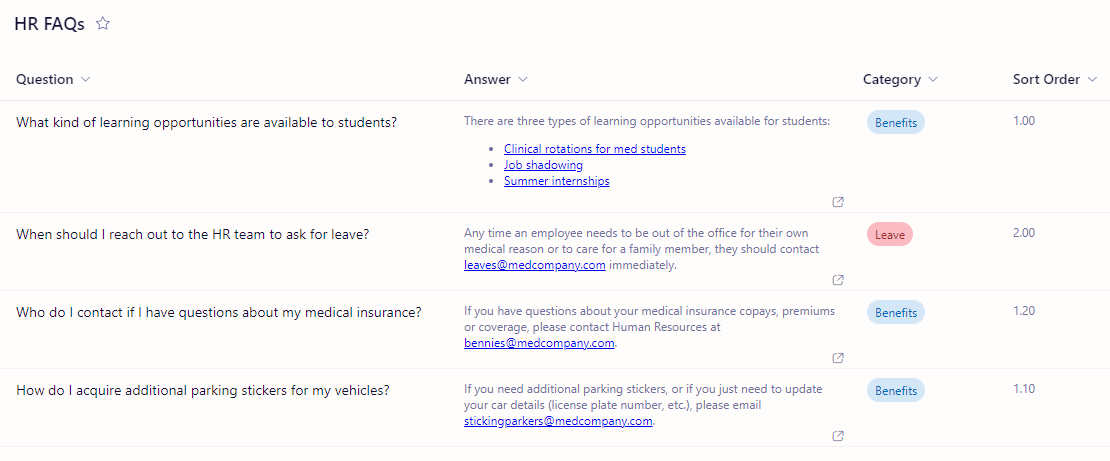 HR FAQs
Question Answer Category Sort Order
What kind of learning opportunities are available to students?
There are three types of learning opportunities available for students:
• Clinical rotations for med students
• Job shadowing
• Summer internships
Benefits
1.00
When should I reach out to the HR team to ask for leave?
Any time an employee needs to be out of the office for their own
medical reason or to care for a family member, they should contact
leaves@medcompany.com immediately.
Leave
2.00
Who do I contact if I have questions about my medical insurance?
If you have questions about your medical insurance copays, premiums
or coverage, please contact Human Resources at
bennies@medcompany.com.
Benefits
1.20
How do I acquire additional parking stickers for my vehicles?
If you need additional parking stickers, or if you just need to update
your car details (license plate number, etc.), please email
stickingparkers@medcompany.com.
Benefits
1.10